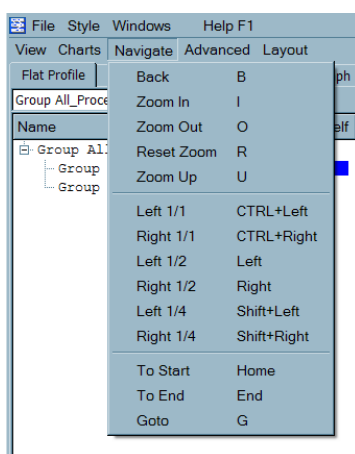 File Style Windows Help F1
View Charts Navigate Advanced Layout
Flat Profile
Group All_Proce
Name
Group All
Group
Group
Back B
Zoom In I
Zoom Out O
Reset Zoom R
Zoom Up U
Left 1/1 CTRL+Left
Right 1/1 CTRL+Right
Left 1/2 Left
Right 1/2 Right
Left 1/4 Shift+Left
Right 1/4 Shift+Right
To Start Home
To End End
Goto G